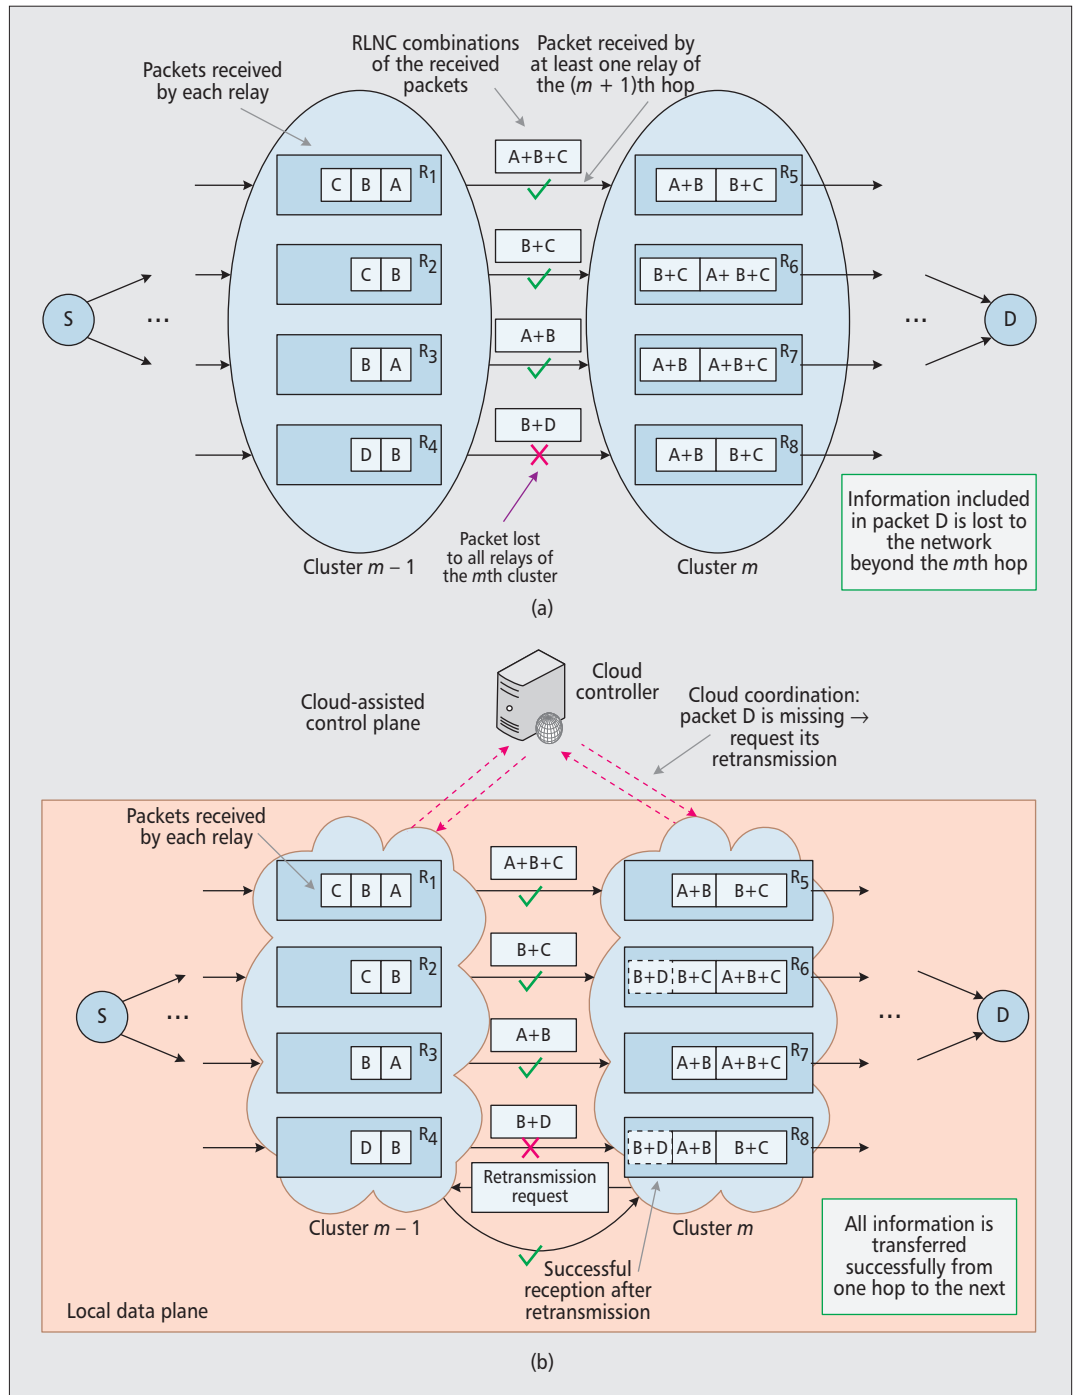 RLNC combinations
of the received
packets
Packet received by
at least one relay of
the (m + 1)th hop
Packets received
by each relay
A+B+C
C B A R1
A+B B+C R5
B+C
C B R2
B+C A+ B+C R6
S
...
...
D
A+B
B A R3
A+B A+B+C R7
B+D
D B R4
A+B B+C R8
Cluster m – 1
Packet lost
to all relays of
the mth cluster
Cluster m
Information included
in packet D is lost to
the network
beyond the mth hop
(a)
Cloud-assisted
control plane
Cloud
controller
Cloud coordination:
packet D is missing →
request its
retransmission
Packets received
by each relay
A+B+C
C B A R1
A+B B+C R5
B+C
C B R2
B+D B+C A+B+C R6
S
...
...
D
A+B
B A R3
A+B A+B+C R7
B+D
D B R4
B+D A+B B+C R8
Retransmission
request
Cluster m – 1
Cluster m
Successful
reception after
retransmission
All information is
transferred
successfully from
one hop to the next
Local data plane
(b)